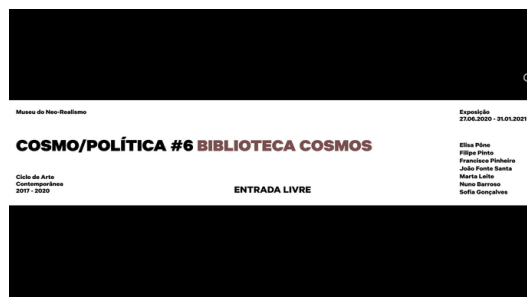 Museu do Neo-Realismo
COSMO/POLÍTICA #6 BIBLIOTECA COSMOS
Ciclo de Arte
Contemporânea
2017 - 2020
ENTRADA LIVRE
Exposição
27.06.2020 - 31.01.2021
Elisa Pône
Filipe Pinto
Francisco Pinheiro
João Fonte Santa
Marta Leite
Nuno Barroso
Sofia Gonçalves